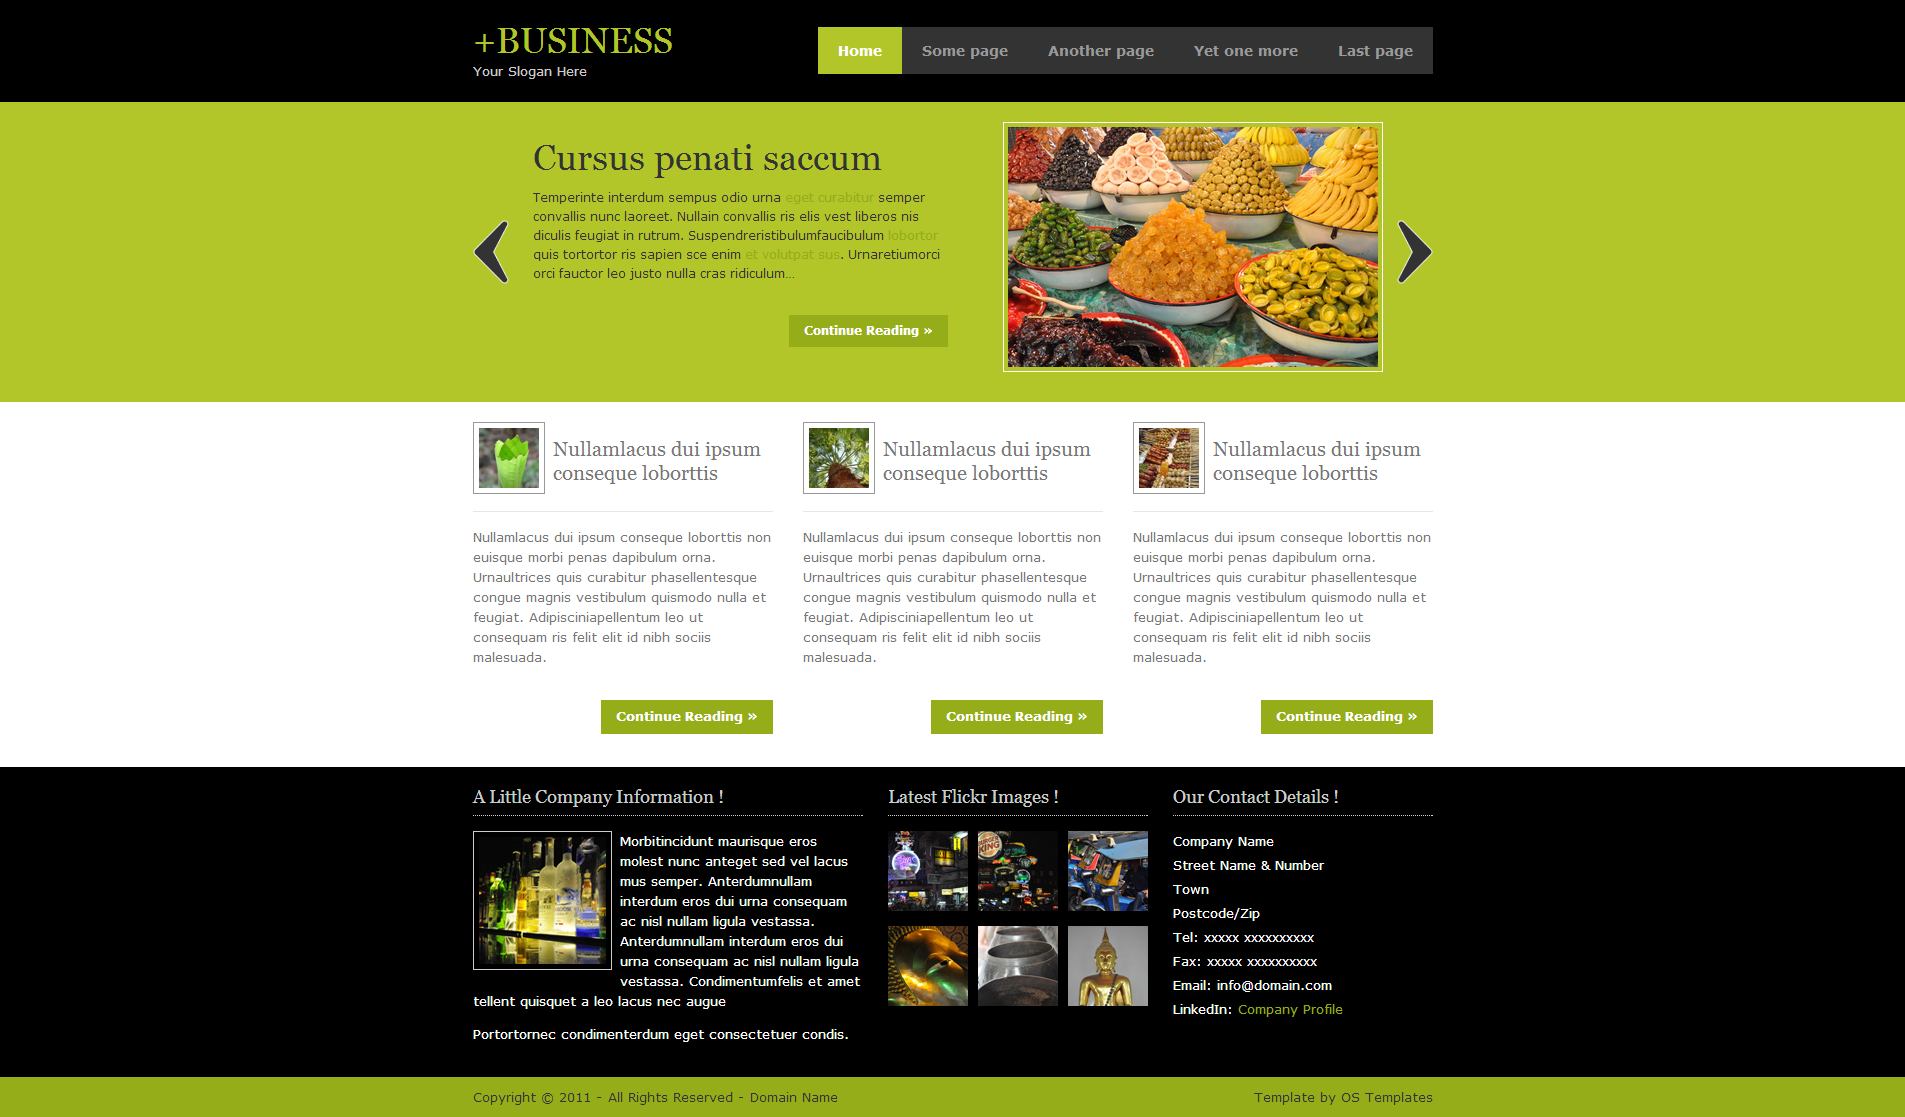 +BUSINESS
Your Slogan Here
Home Some page Another page Yet one more Last page
Cursus penati saccum
Temperinte interdum sempus odio urna eget curabitur semper
convallis nunc laoreet. Nullain convallis ris elis vest liberos nis
diculis feugiat in rutrum. Suspendreristibulumfaucibulum lobortor
quis tortortor ris sapien sce enim et volutpat sus. Urnaretiumorci
orci fauctor leo justo nulla cras ridiculum...
Continue Reading »
Nullamlacus dui ipsum
conseque loborttis
Nullamlacus dui ipsum conseque loborttis non
euisque morbi penas dapibulum orna.
Urnaultrices quis curabitur phasellentesque
congue magnis vestibulum quismodo nulla et
feugiat. Adipisciniapellentum leo ut
consequam ris felit elit id nibh sociis
malesuada.
Continue Reading »
Nullamlacus dui ipsum
conseque loborttis
Nullamlacus dui ipsum conseque loborttis non
euisque morbi penas dapibulum orna.
Urnaultrices quis curabitur phasellentesque
congue magnis vestibulum quismodo nulla et
feugiat. Adipisciniapellentum leo ut
consequam ris felit elit id nibh sociis
malesuada.
Continue Reading »
Nullamlacus dui ipsum
conseque loborttis
Nullamlacus dui ipsum conseque loborttis non
euisque morbi penas dapibulum orna.
Urnaultrices quis curabitur phasellentesque
congue magnis vestibulum quismodo nulla et
feugiat. Adipisciniapellentum leo ut
consequam ris felit elit id nibh sociis
malesuada.
Continue Reading »
A Little Company Information !
Morbitincidunt maurisque eros
molest nunc anteget sed vel lacus
mus semper. Anterdumnullam
interdum eros dui urna consequam
ac nisl nullam ligula vestassa.
Anterdumnullam interdum eros dui
urna consequam ac nisl nullam ligula
vestassa. Condimentumfelis et amet
tellent quisquet a leo lacus nec augue
Portortornec condimenterdum eget consectetuer condis.
Latest Flickr Images !
KING
Our Contact Details !
Company Name
Street Name & Number
Town
Postcode/Zip
Tel: xxxxx xxxxxxxxxx
Fax: xxxxx xxxxxxxxxx
Email: info@domain.com
LinkedIn: Company Profile
Copyright © 2011 - All Rights Reserved - Domain Name
Template by OS Templates